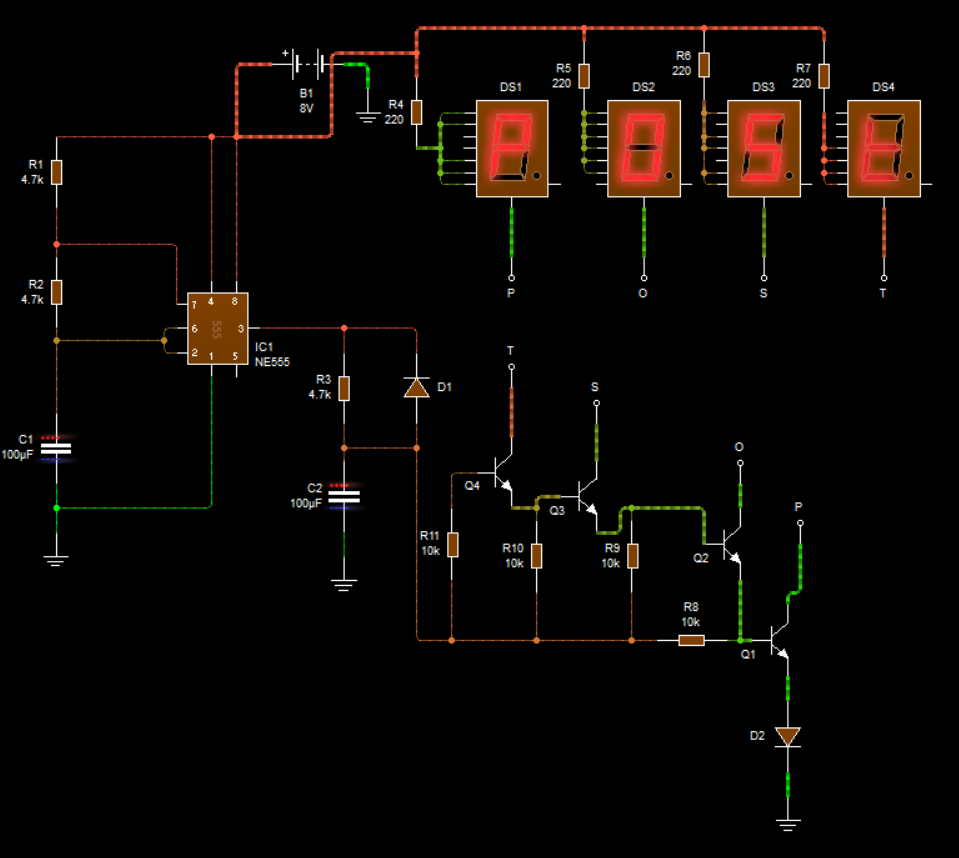 +
B1
8V
R4
220
R5
220
R6
220
R7
220
DS1
DS2
DS3
DS4
P
O
S
T
R1
4.7k
R2
4.7k
7
4
8
6
3
2
1
5
555
IC1
NE555
C1
100µF
R3
4.7k
D1
C2
100µF
T
Q4
S
Q3
O
Q2
P
Q1
R11
10k
R10
10k
R9
10k
R8
10k
D2